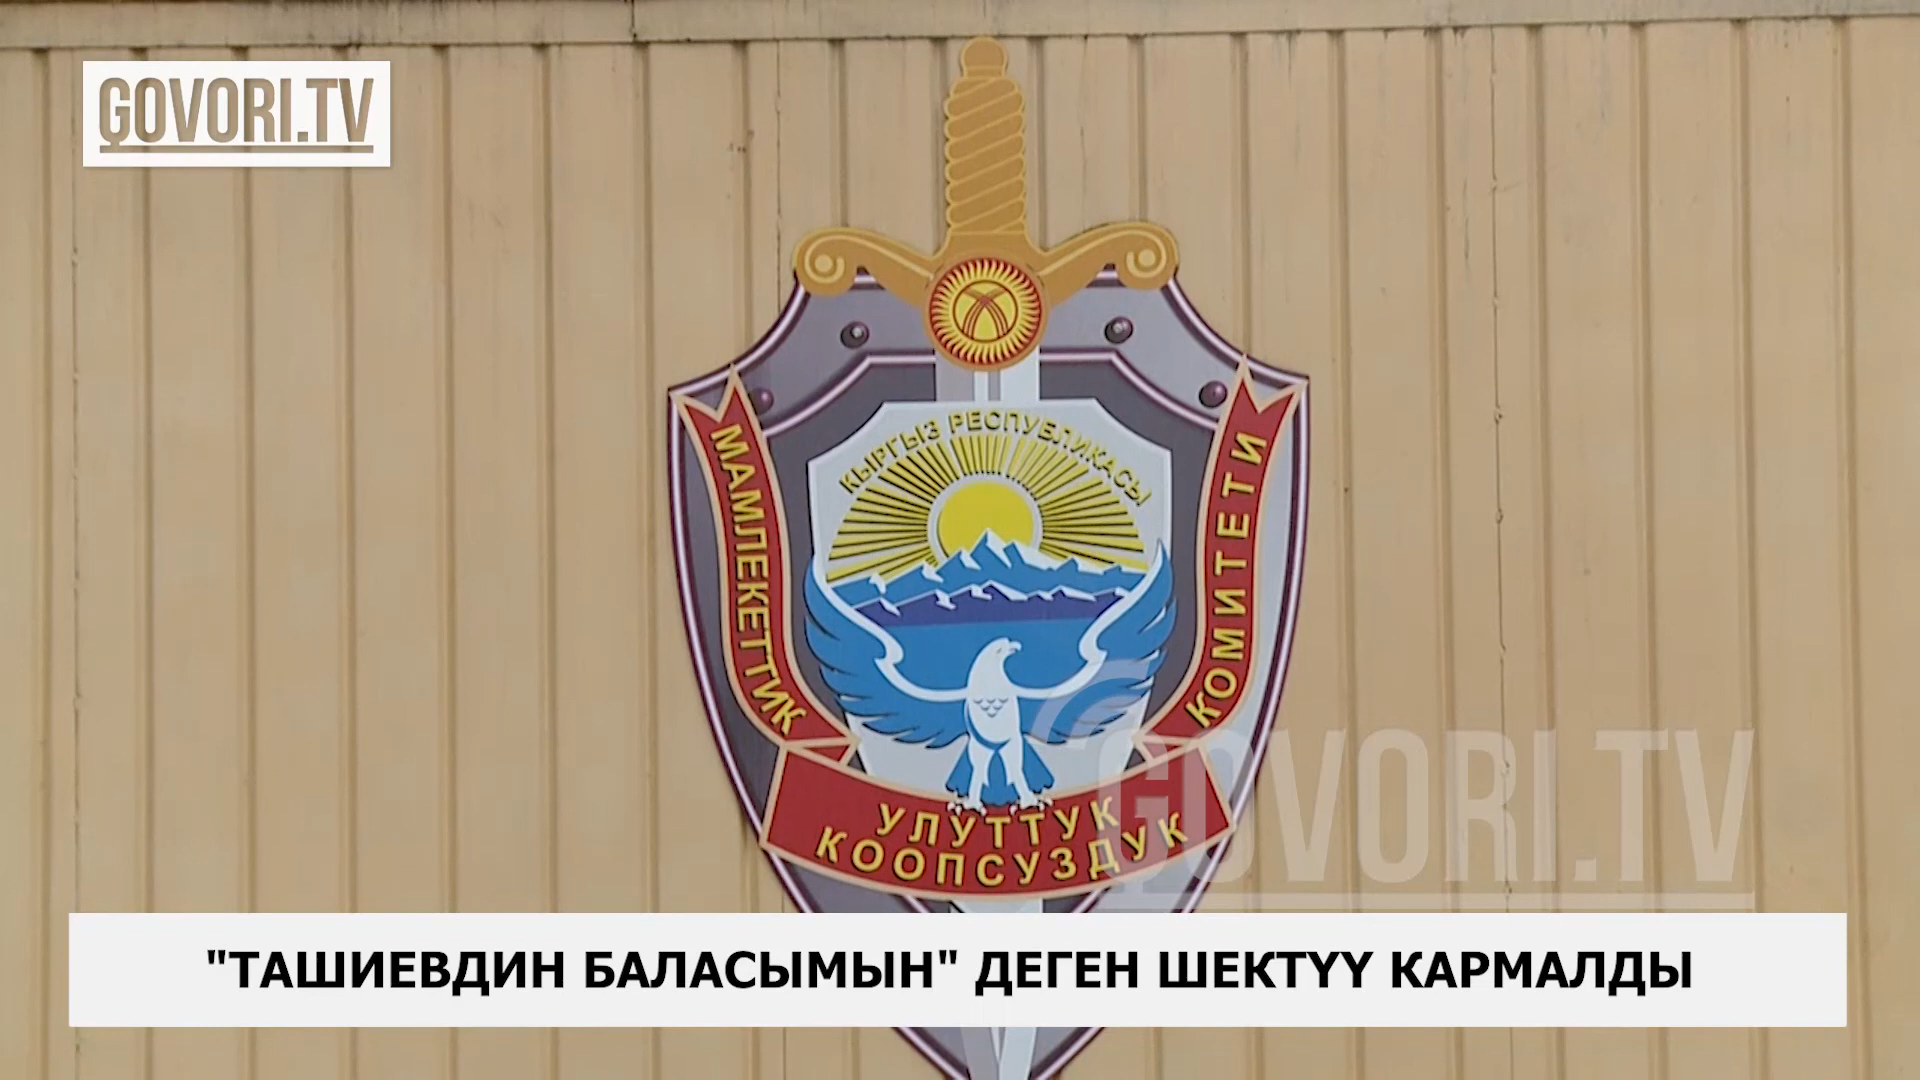 GOVORI.TV
КЫРГЫЗ РЕСПУБЛИКАСЫ
МАМЛЕКЕТТИК
КОМИТЕТИ
УЛУТТУК
КООПСУЗДУК
GOVORI.TV
"ТАШИЕВДИН БАЛАСЫМЫН" ДЕГЕН ШЕКТҮҮ КАРМАЛДЫ